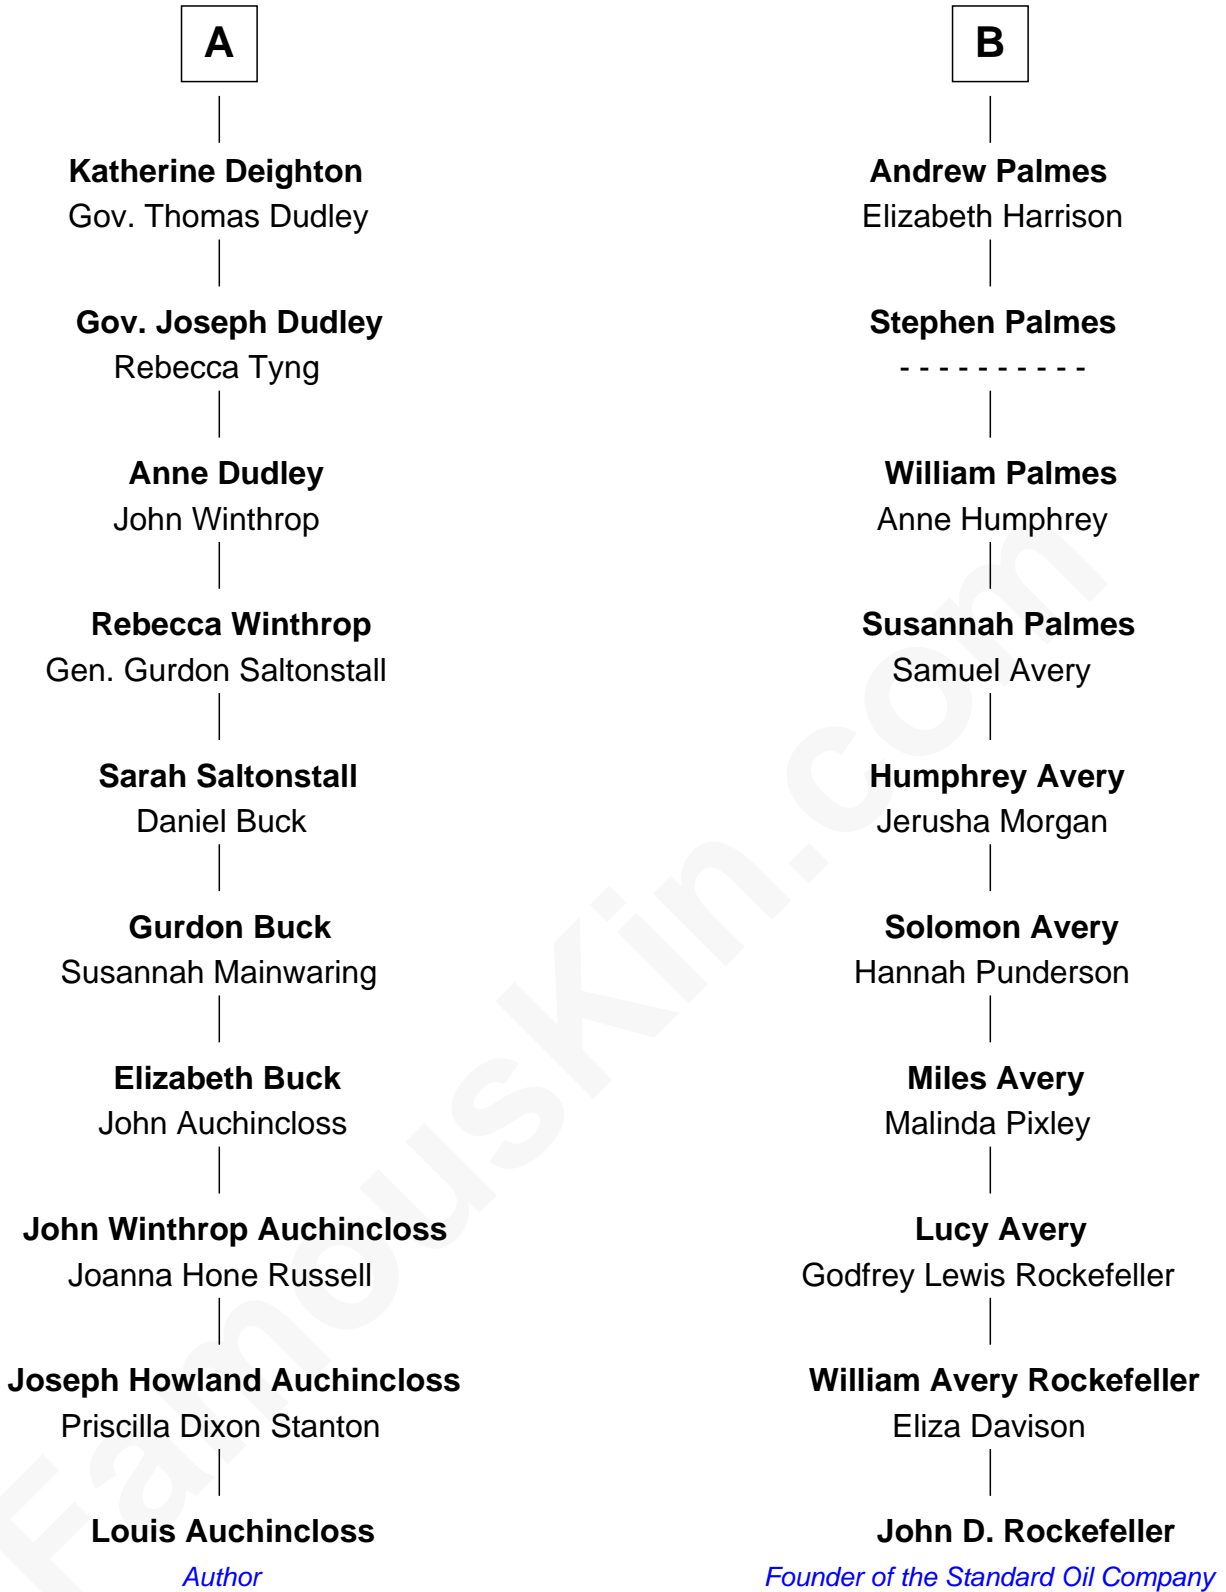 A
Katherine Deighton
Gov. Thomas Dudley
Gov. Joseph Dudley
Rebecca Tyng
Anne Dudley
John Winthrop
Rebecca Winthrop
Gen. Gurdon Saltonstall
Sarah Saltonstall
Daniel Buck
Gurdon Buck
Susannah Mainwaring
Elizabeth Buck
John Auchincloss
John Winthrop Auchincloss
Joanna Hone Russell
Joseph Howland Auchincloss
Priscilla Dixon Stanton
Louis Auchincloss
Author
B
Andrew Palmes
Elizabeth Harrison
Stephen Palmes
- - - - - - - - - -
William Palmes
Anne Humphrey
Susannah Palmes
Samuel Avery
Humphrey Avery
Jerusha Morgan
Solomon Avery
Hannah Punderson
Miles Avery
Malinda Pixley
Lucy Avery
Godfrey Lewis Rockefeller
William Avery Rockefeller
Eliza Davison
John D. Rockefeller
Founder of the Standard Oil Company
FamousKin.com